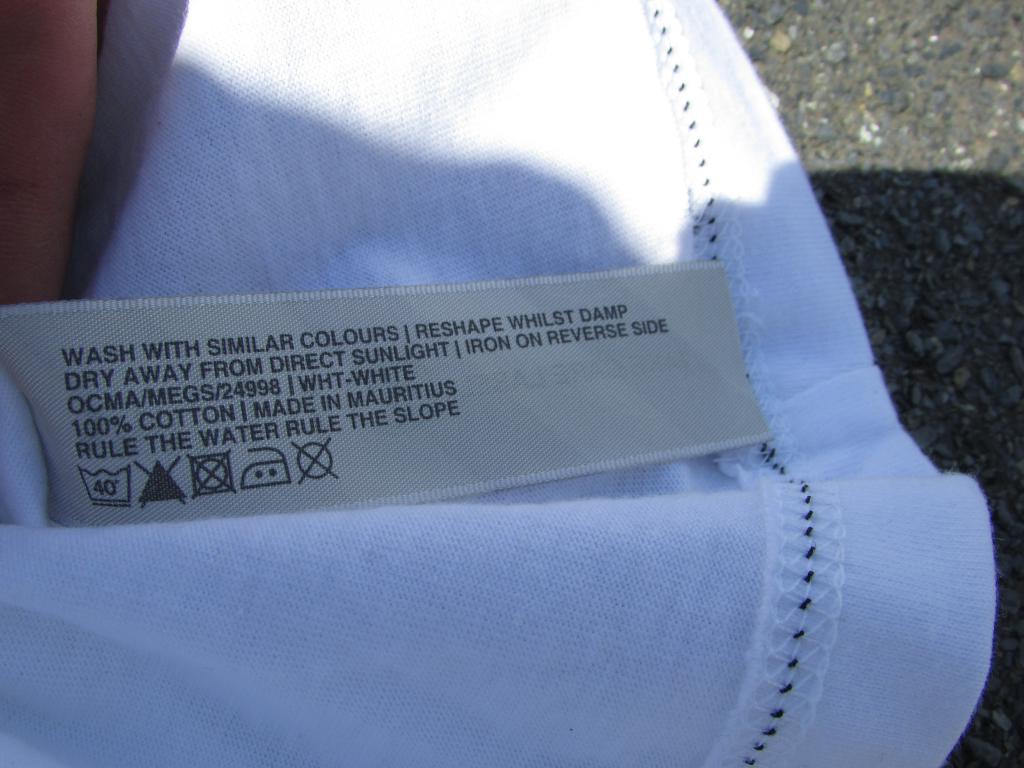 WASH WITH SIMILAR COLOURS | RESHAPE WHILST DAMP
DRY AWAY FROM DIRECT SUNLIGHT | IRON ON REVERSE SIDE
OCMA/MEGS/24998 | WHT-WHITE
100% COTTON | MADE IN MAURITIUS
RULE THE WATER RULE THE SLOPE
40°